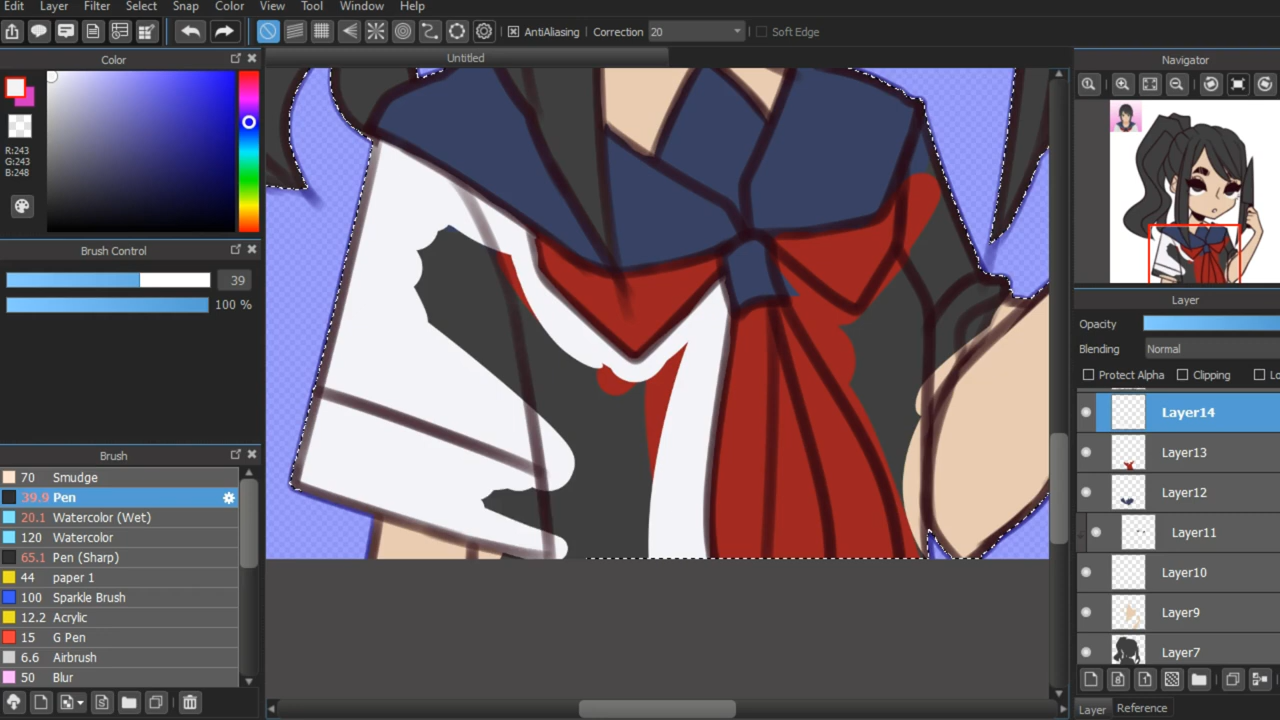 Edit Layer Filter Select Snap Color View Tool Window Help
AntiAliasing Correction 20 Soft Edge
Color
Untitled
Navigator
R:243
G:243
B:248
Brush Control
39
100 %
Layer
Opacity
Blending Normal
Protect Alpha Clipping Lo
Layer14
Layer13
Layer12
Layer11
Layer10
Layer9
Layer7
Brush
70 Smudge
39.9 Pen
20.1 Watercolor (Wet)
120 Watercolor
65.1 Pen (Sharp)
44 paper 1
100 Sparkle Brush
12.2 Acrylic
15 G Pen
6.6 Airbrush
50 Blur
Layer Reference